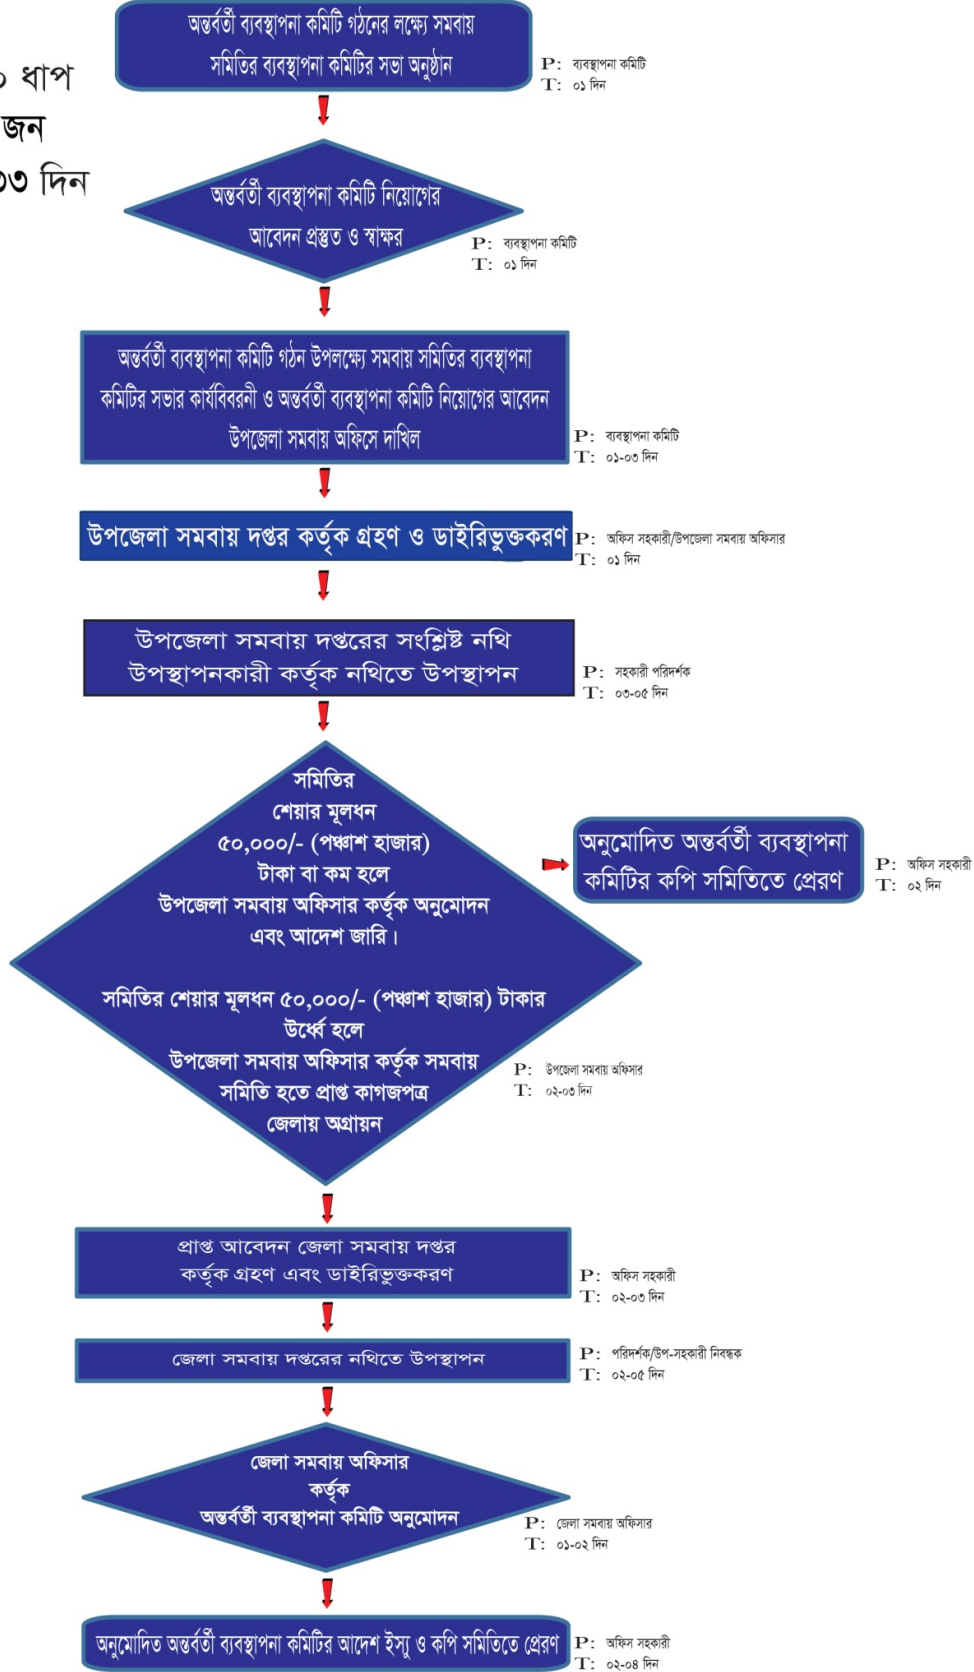 অন্তর্বর্তী ব্যবস্থাপনা কমিটি গঠনের লক্ষ্যে সমবায়
সমিতির ব্যবস্থাপনা কমিটির সভা অনুষ্ঠান
P: ব্যবস্থাপনা কমিটি
T: ০১ দিন
০ ধাপ
জন
৩৩ দিন
অন্তর্বর্তী ব্যবস্থাপনা কমিটি নিয়োগের
আবেদন প্রস্তুত ও স্বাক্ষর
P: ব্যবস্থাপনা কমিটি
T: ০১ দিন
অন্তর্বর্তী ব্যবস্থাপনা কমিটি গঠন উপলক্ষ্যে সমবায় সমিতির ব্যবস্থাপনা
কমিটির সভার কার্যবিবরনী ও অন্তর্বর্তী ব্যবস্থাপনা কমিটি নিয়োগের আবেদন
উপজেলা সমবায় অফিসে দাখিল
P: ব্যবস্থাপনা কমিটি
T: ০১-০৩ দিন
উপজেলা সমবায় দপ্তর কর্তৃক গ্রহণ ও ডাইরিভুক্তকরণ
P: অফিস সহকারী/উপজেলা সমবায় অফিসার
T: ০১ দিন
উপজেলা সমবায় দপ্তরের সংশ্লিষ্ট নথি
উপস্থাপনকারী কর্তৃক নথিতে উপস্থাপন
P: সহকারী পরিদর্শক
T: ০৩-০৫ দিন
সমিতির
শেয়ার মূলধন
৫০,০০০/- (পঞ্চাশ হাজার)
টাকা বা কম হলে
উপজেলা সমবায় অফিসার কর্তৃক অনুমোদন
এবং আদেশ জারি।
অনুমোদিত অন্তর্বর্তী ব্যবস্থাপনা
কমিটির কপি সমিতিতে প্রেরণ
P: অফিস সহকারী
T: ০২ দিন
সমিতির শেয়ার মূলধন ৫০,০০০/- (পঞ্চাশ হাজার) টাকার
উর্ধ্বে হলে
উপজেলা সমবায় অফিসার কর্তৃক সমবায়
সমিতি হতে প্রাপ্ত কাগজপত্র
জেলায় অগ্রায়ন
P: উপজেলা সমবায় অফিসার
T: ০২-০৩ দিন
প্রাপ্ত আবেদন জেলা সমবায় দপ্তর
কর্তৃক গ্রহণ এবং ডাইরিভুক্তকরণ
P: অফিস সহকারী
T: ০২-০৩ দিন
জেলা সমবায় দপ্তরের নথিতে উপস্থাপন
P: পরিদর্শক/উপ-সহকারী নিবন্ধক
T: ০২-০৫ দিন
জেলা সমবায় অফিসার
কর্তৃক
অন্তর্বর্তী ব্যবস্থাপনা কমিটি অনুমোদন
P: জেলা সমবায় অফিসার
T: ০১-০২ দিন
অনুমোদিত অন্তর্বর্তী ব্যবস্থাপনা কমিটির আদেশ ইস্যু ও কপি সমিতিতে প্রেরণ
P: অফিস সহকারী
T: ০২-০৪ দিন